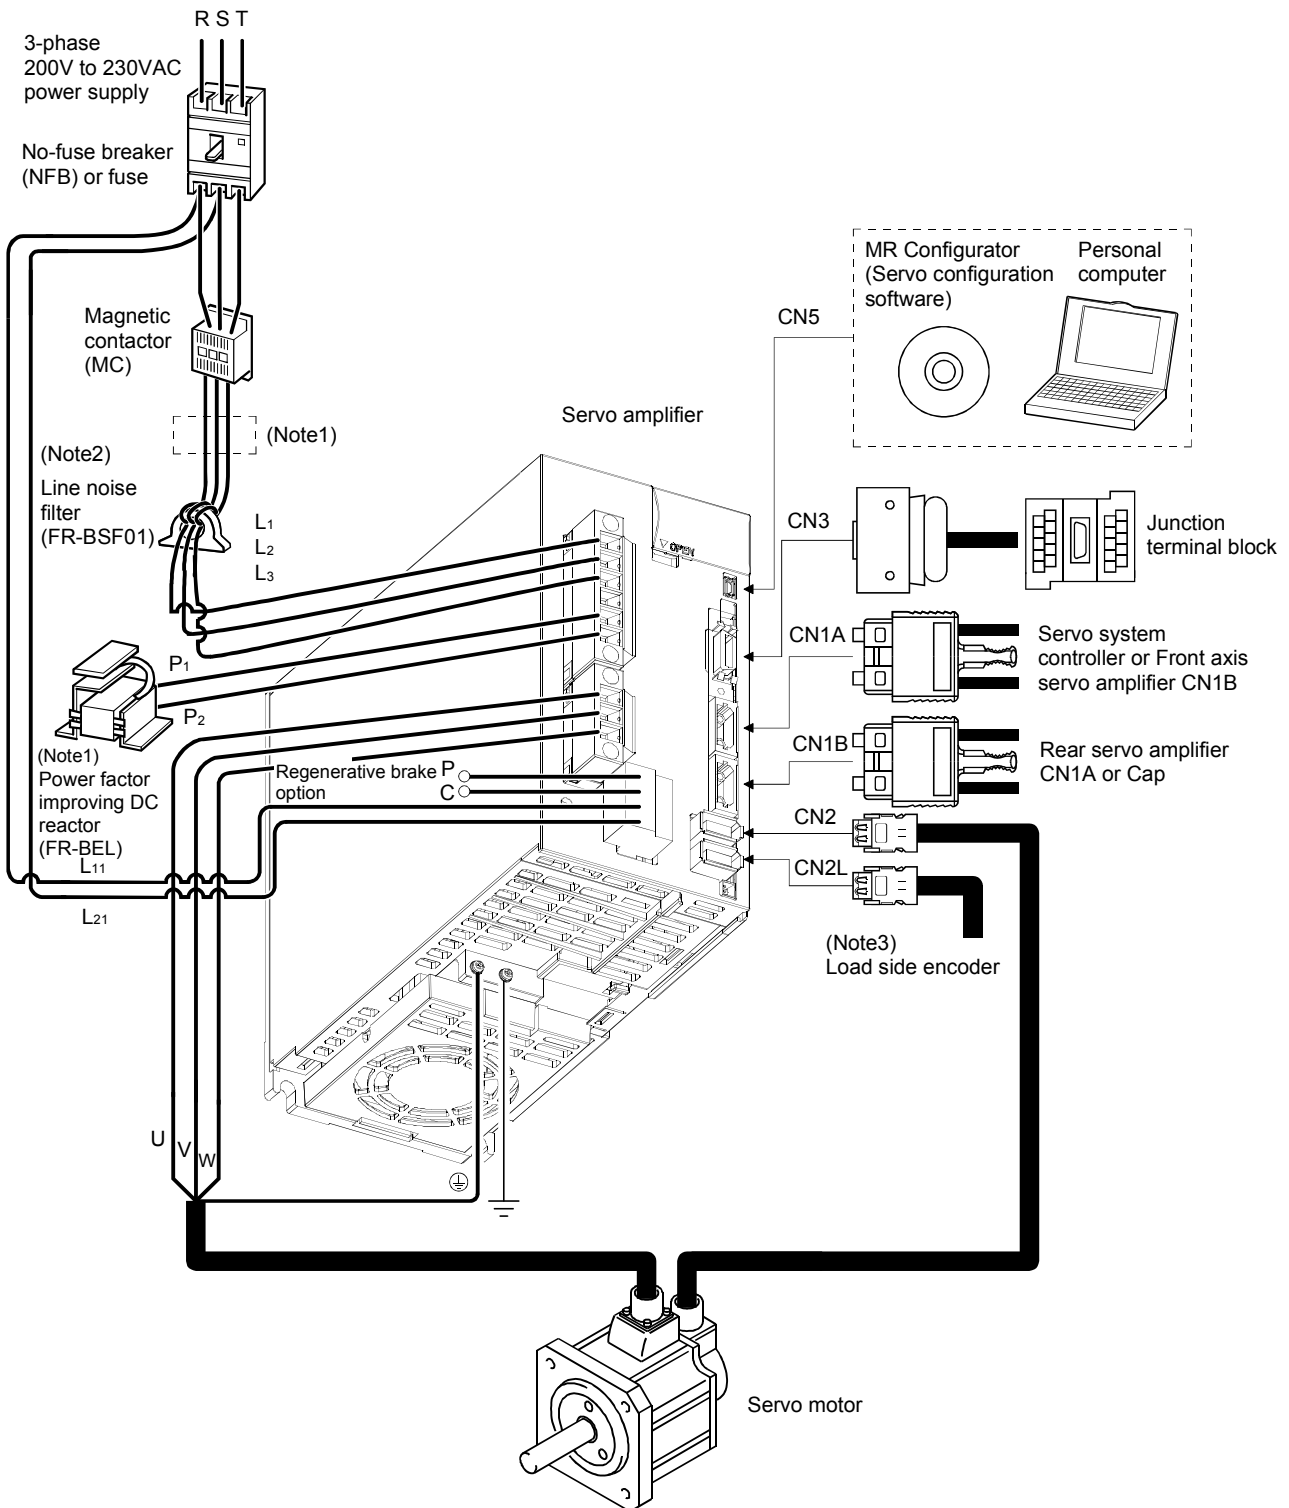 R S T
3-phase
200V to 230VAC
power supply
No-fuse breaker
(NFB) or fuse
Magnetic
contactor
(MC)
(Note1)
(Note2)
Line noise
filter
(FR-BSF01)
L1
L2
L3
P1
P2
(Note1)
Power factor
improving DC
reactor
(FR-BEL)
L11
L21
Regenerative brake
option
P
C
Servo amplifier
OPEN
MR Configurator
(Servo configuration
software)
Personal
computer
CN5
CN3
Junction
terminal block
CN1A
Servo system
controller or Front axis
servo amplifier CN1B
CN1B
Rear servo amplifier
CN1A or Cap
CN2
CN2L
(Note3)
Load side encoder
U
V
W
Servo motor